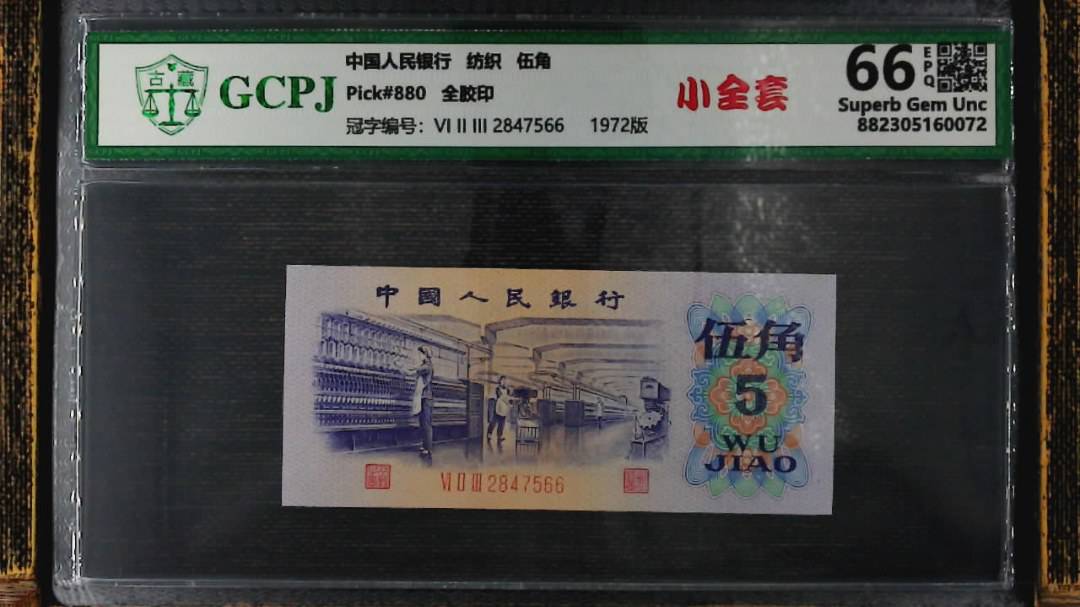 古藏
GCPJ
中国人民银行 纺织 伍角
Pick#880 全胶印
冠字编号: VI II III 2847566 1972版
小全套
66 EPQ
Superb Gem Unc
882305160072
中國人民銀行
伍角
5
WU
JIAO
VI II III 2847566